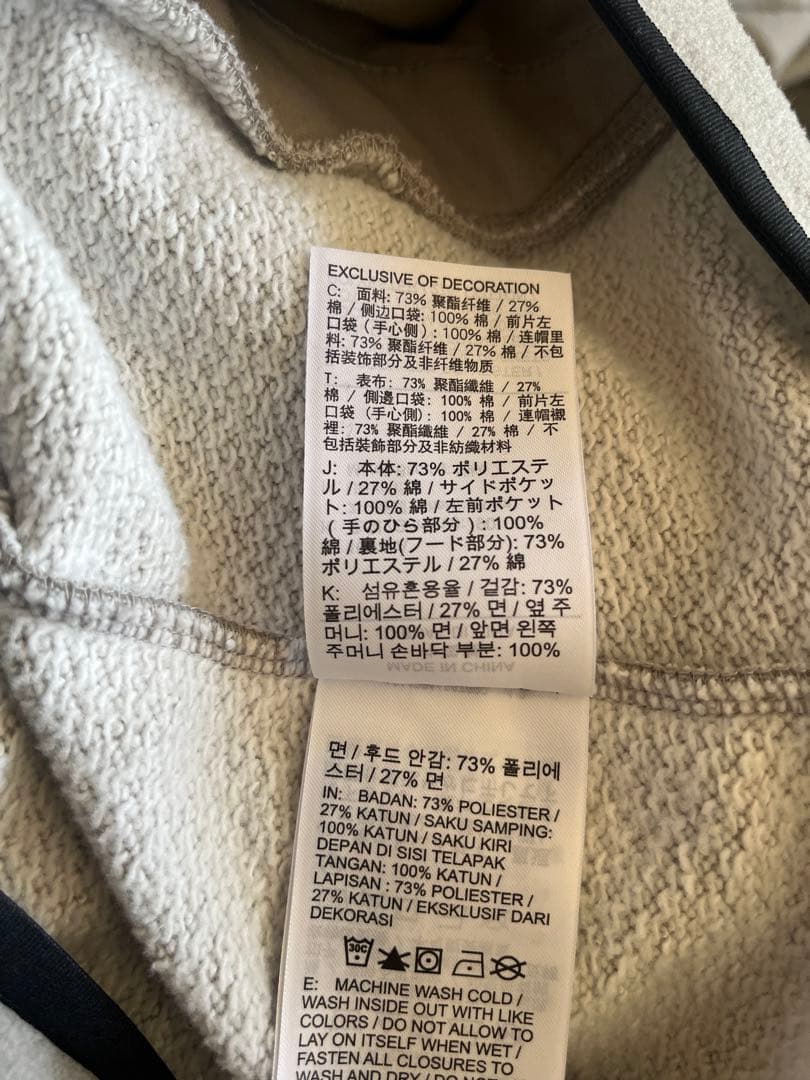 EXCLUSIVE OF DECORATION
C: 面料: 73% 聚酯纤维 / 27%
棉 / 侧边口袋: 100% 棉 / 前片左
口袋 (手心侧) : 100% 棉 / 连帽里
料: 73% 聚酯纤维 / 27% 棉 / 不包
括装饰部分及非纤维物质
T: 表布: 73% 聚酯纖維 / 27%
棉 / 側邊口袋: 100% 棉 / 前片左
口袋 (手心側): 100% 棉 / 連帽襯
裡: 73% 聚酯纖維 / 27% 棉 / 不
包括裝飾部分及非紡織材料
J: 本体: 73% ポリエステ
ル / 27% 綿 / サイドポケッ
ト: 100% 綿 / 左前ポケット
( 手のひら部分 ) : 100%
綿 / 裏地(フード部分): 73%
ポリエステル / 27% 綿
K: 섬유혼용율 / 겉감: 73%
폴리에스터 / 27% 면 / 옆 주
머니: 100% 면 / 앞면 왼쪽
주머니 손바닥 부분: 100%
MADE IN CHINA
면 / 후드 안감: 73% 폴리에
스터 / 27% 면
IN: BADAN: 73% POLIESTER /
27% KATUN / SAKU SAMPING:
100% KATUN / SAKU KIRI
DEPAN DI SISI TELAPAK
TANGAN: 100% KATUN /
LAPISAN : 73% POLIESTER /
27% KATUN / EKSKLUSIF DARI
DEKORASI
30C
E: MACHINE WASH COLD /
WASH INSIDE OUT WITH LIKE
COLORS / DO NOT ALLOW TO
LAY ON ITSELF WHEN WET /
FASTEN ALL CLOSURES TO
WASH AND DRY / DO NOT